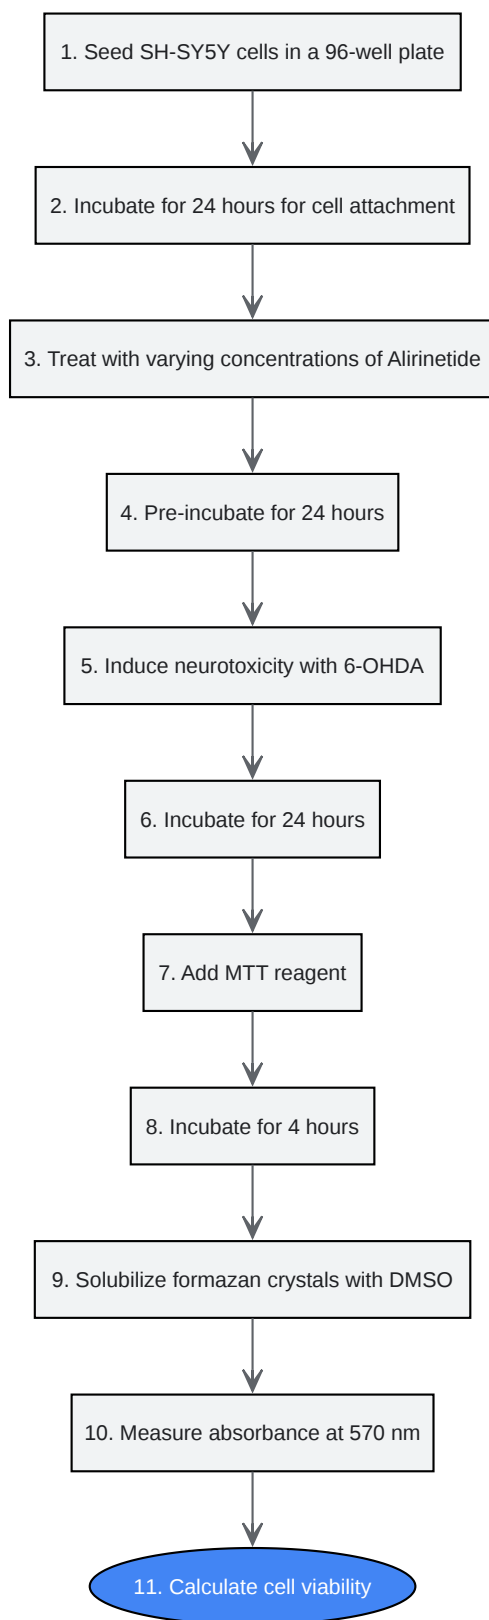 1. Seed SH-SY5Y cells in a 96-well plate
2. Incubate for 24 hours for cell attachment
3. Treat with varying concentrations of Alirinetide
4. Pre-incubate for 24 hours
5. Induce neurotoxicity with 6-OHDA
6. Incubate for 24 hours
7. Add MTT reagent
8. Incubate for 4 hours
9. Solubilize formazan crystals with DMSO
10. Measure absorbance at 570 nm
11. Calculate cell viability